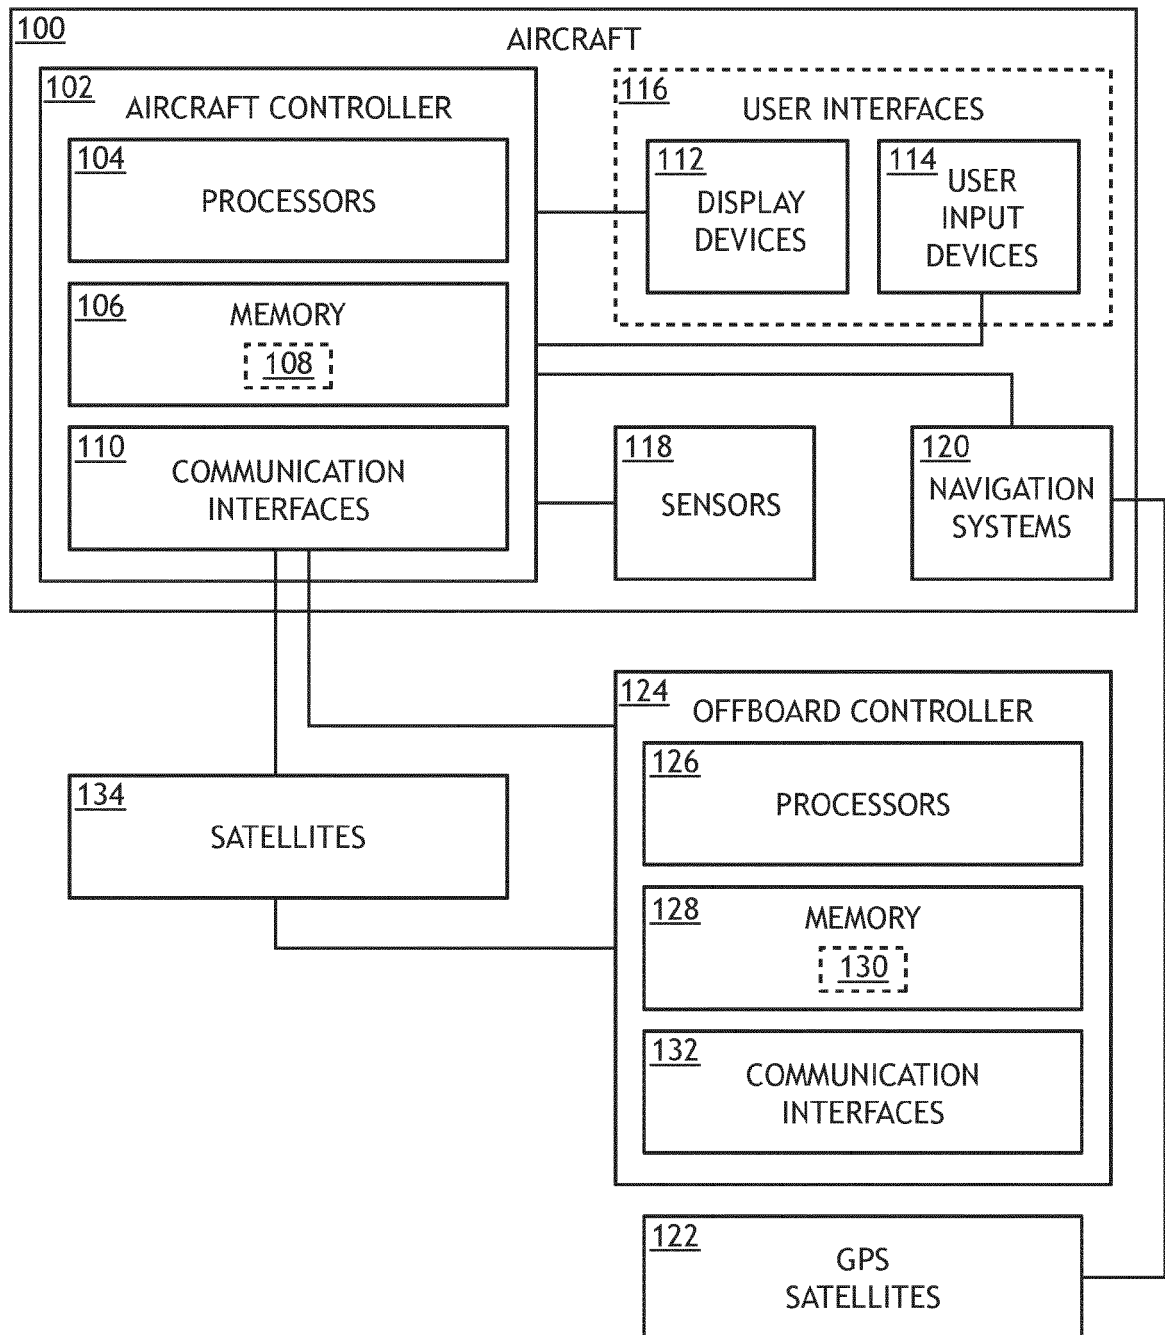 100
AIRCRAFT
102
AIRCRAFT CONTROLLER
104
PROCESSORS
106
MEMORY
108
110
COMMUNICATION
INTERFACES
116
USER INTERFACES
112
DISPLAY
DEVICES
114
USER
INPUT
DEVICES
118
SENSORS
120
NAVIGATION
SYSTEMS
124
OFFBOARD CONTROLLER
126
PROCESSORS
128
MEMORY
130
132
COMMUNICATION
INTERFACES
134
SATELLITES
122
GPS
SATELLITES